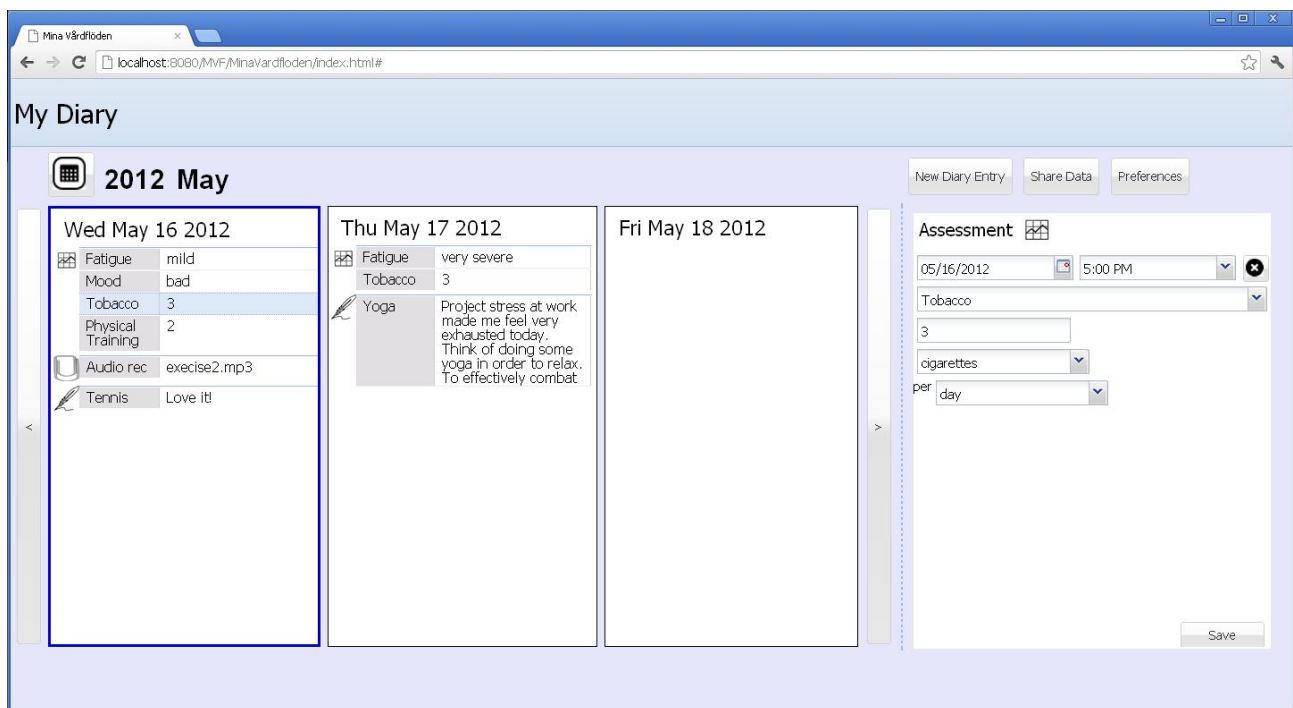 Mina Vårdflöden
localhost:8080/MVF/MinaVardfloden/index.html#
My Diary
2012 May
New Diary Entry
Share Data
Preferences
Wed May 16 2012
Fatigue mild
Mood bad
Tobacco 3
Physical 2
Training
Audio rec execise2.mp3
Tennis Love it!
Thu May 17 2012
Fatigue very severe
Tobacco 3
Yoga Project stress at work
made me feel very
exhausted today.
Think of doing some
yoga in order to relax.
To effectively combat
Fri May 18 2012
<
>
Assessment
05/16/2012 5:00 PM
Tobacco
3
cigarettes
per day
Save